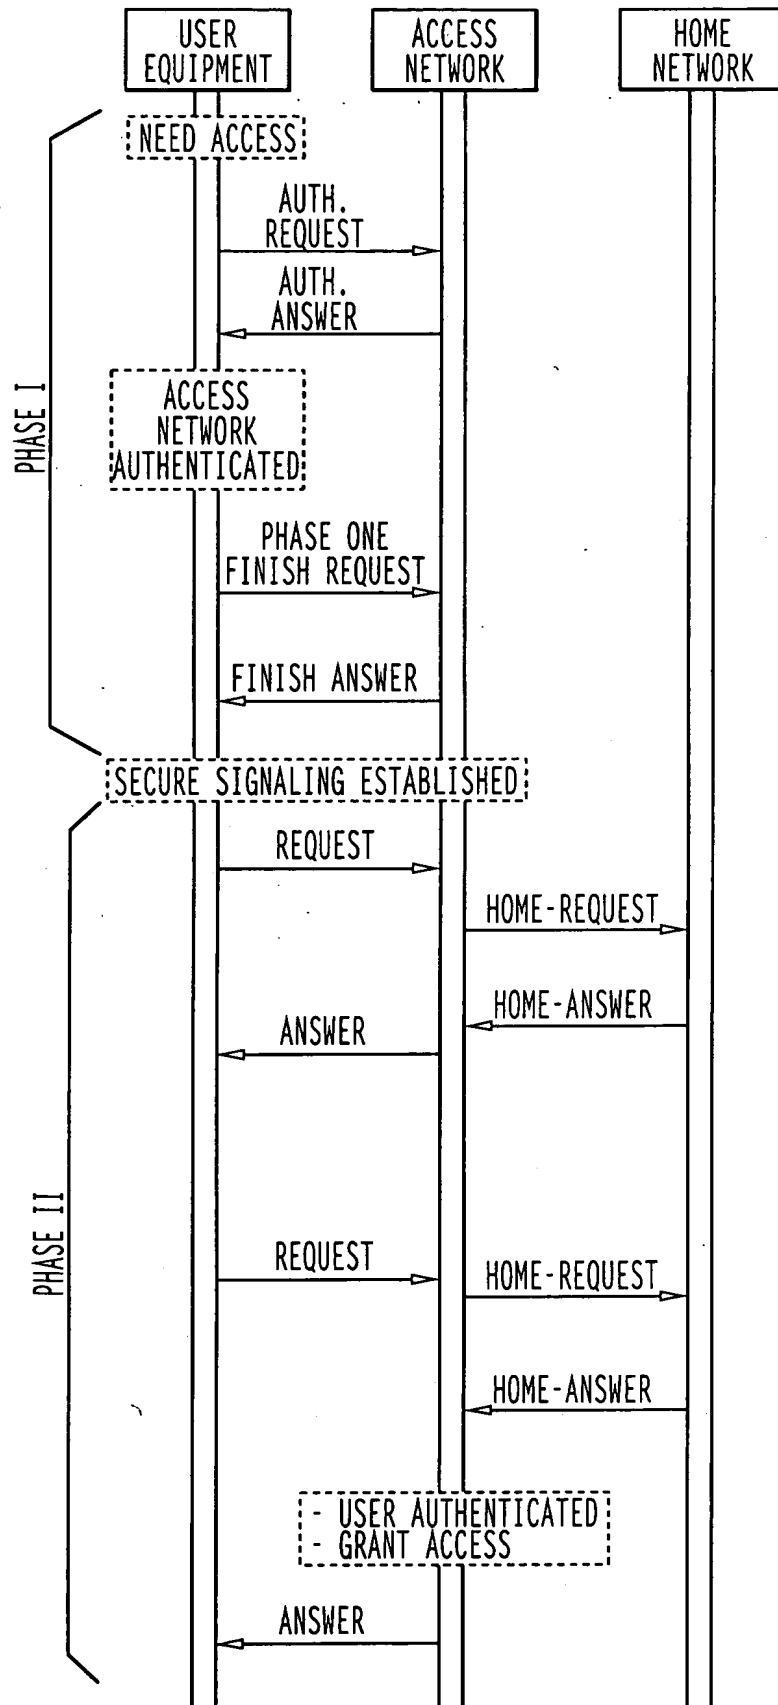 USER
EQUIPMENT
ACCESS
NETWORK
HOME
NETWORK
NEED ACCESS
AUTH.
REQUEST
AUTH.
ANSWER
PHASE I
ACCESS
NETWORK
AUTHENTICATED
PHASE ONE
FINISH REQUEST
FINISH ANSWER
SECURE SIGNALING ESTABLISHED
REQUEST
HOME-REQUEST
HOME-ANSWER
ANSWER
PHASE II
REQUEST
HOME-REQUEST
HOME-ANSWER
- USER AUTHENTICATED
- GRANT ACCESS
ANSWER